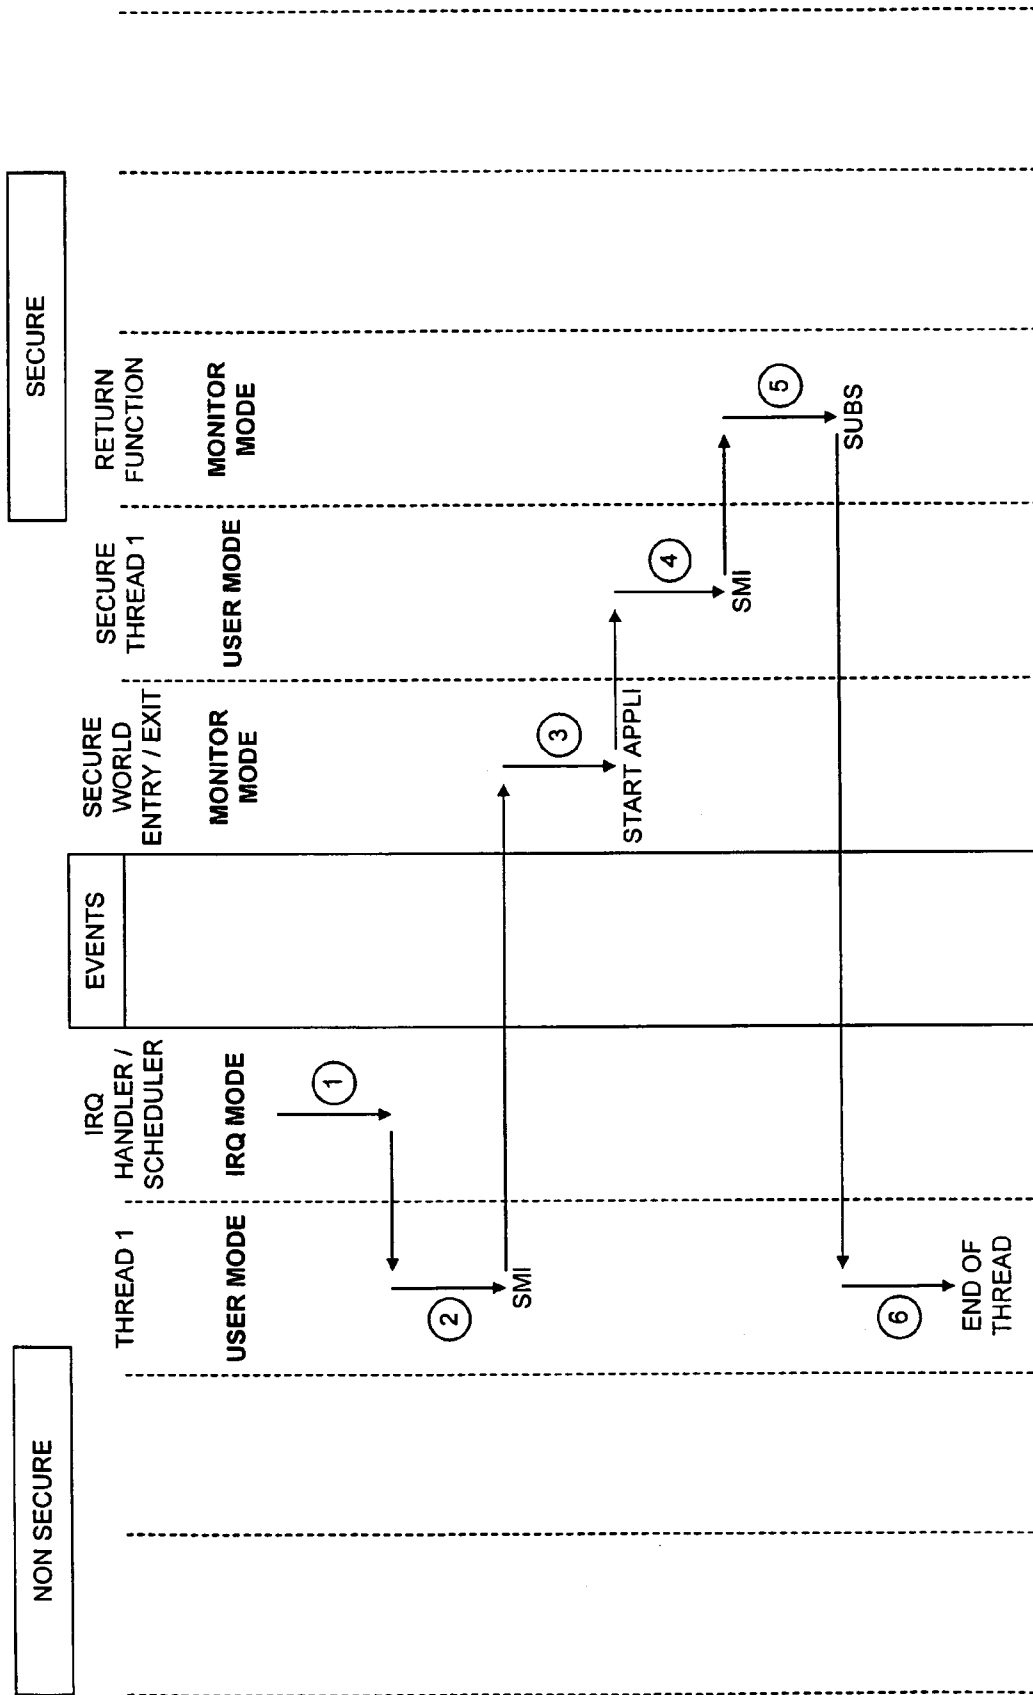 NON SECURE
SECURE
EVENTS
THREAD 1
USER MODE
IRQ
HANDLER /
SCHEDULER
IRQ MODE
SECURE
WORLD
ENTRY / EXIT
MONITOR
MODE
SECURE
THREAD 1
USER MODE
RETURN
FUNCTION
MONITOR
MODE
1
2
SMI
3
START APPLI
4
SMI
5
SUBS
6
END OF
THREAD